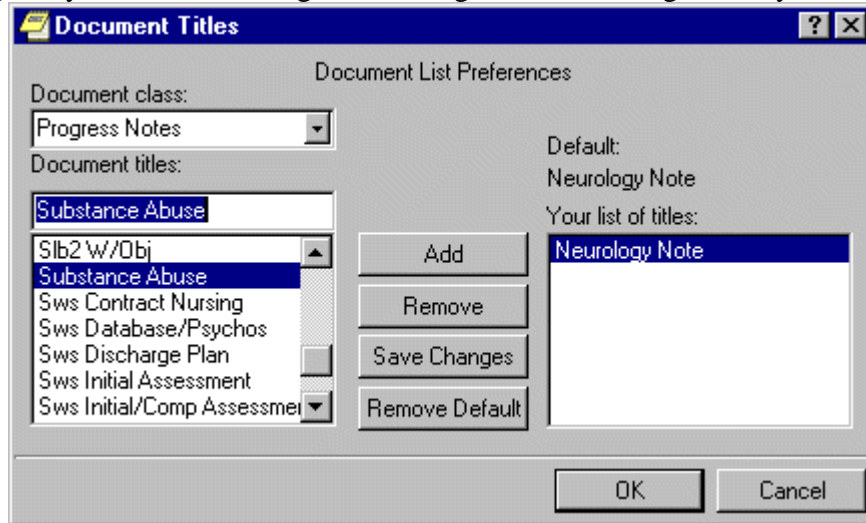 Document Titles
Document List Preferences
Document class:
Progress Notes
Document titles:
Substance Abuse
Slb2 W/Obj
Substance Abuse
Sws Contract Nursing
Sws Database/Psychos
Sws Discharge Plan
Sws Initial Assessment
Sws Initial/Comp Assessme
Add
Remove
Save Changes
Remove Default
Default:
Neurology Note
Your list of titles:
Neurology Note
OK
Cancel